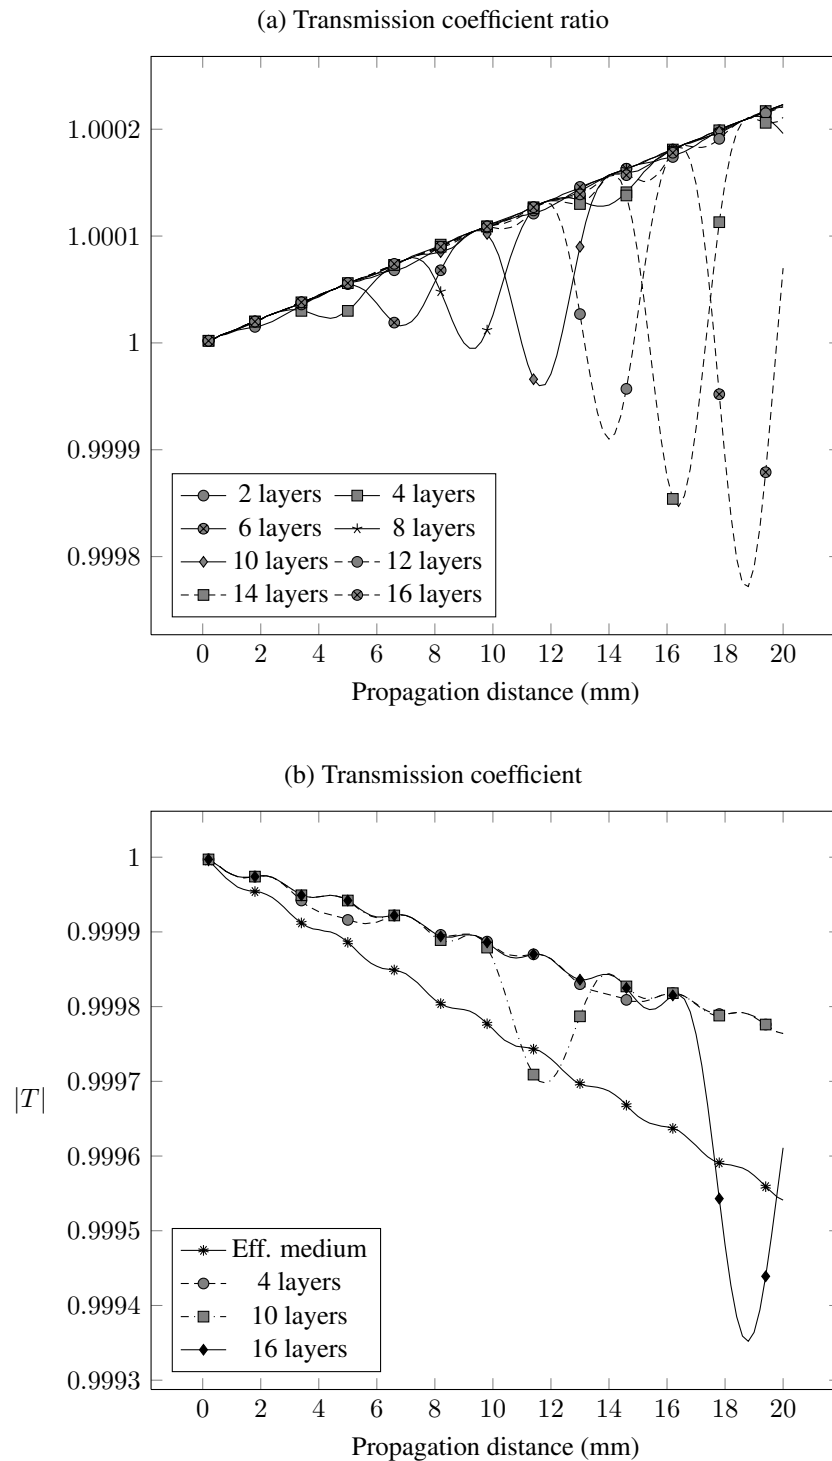 (a) Transmission coefficient ratio
1.0002
1.0001
1
0.9999
0.9998
2 layers 4 layers
6 layers 8 layers
10 layers 12 layers
14 layers 16 layers
0 2 4 6 8 10 12 14 16 18 20
Propagation distance (mm)
(b) Transmission coefficient
1
0.9999
0.9998
0.9997
|T|
0.9996
0.9995
0.9994
0.9993
Eff. medium
4 layers
10 layers
16 layers
0 2 4 6 8 10 12 14 16 18 20
Propagation distance (mm)